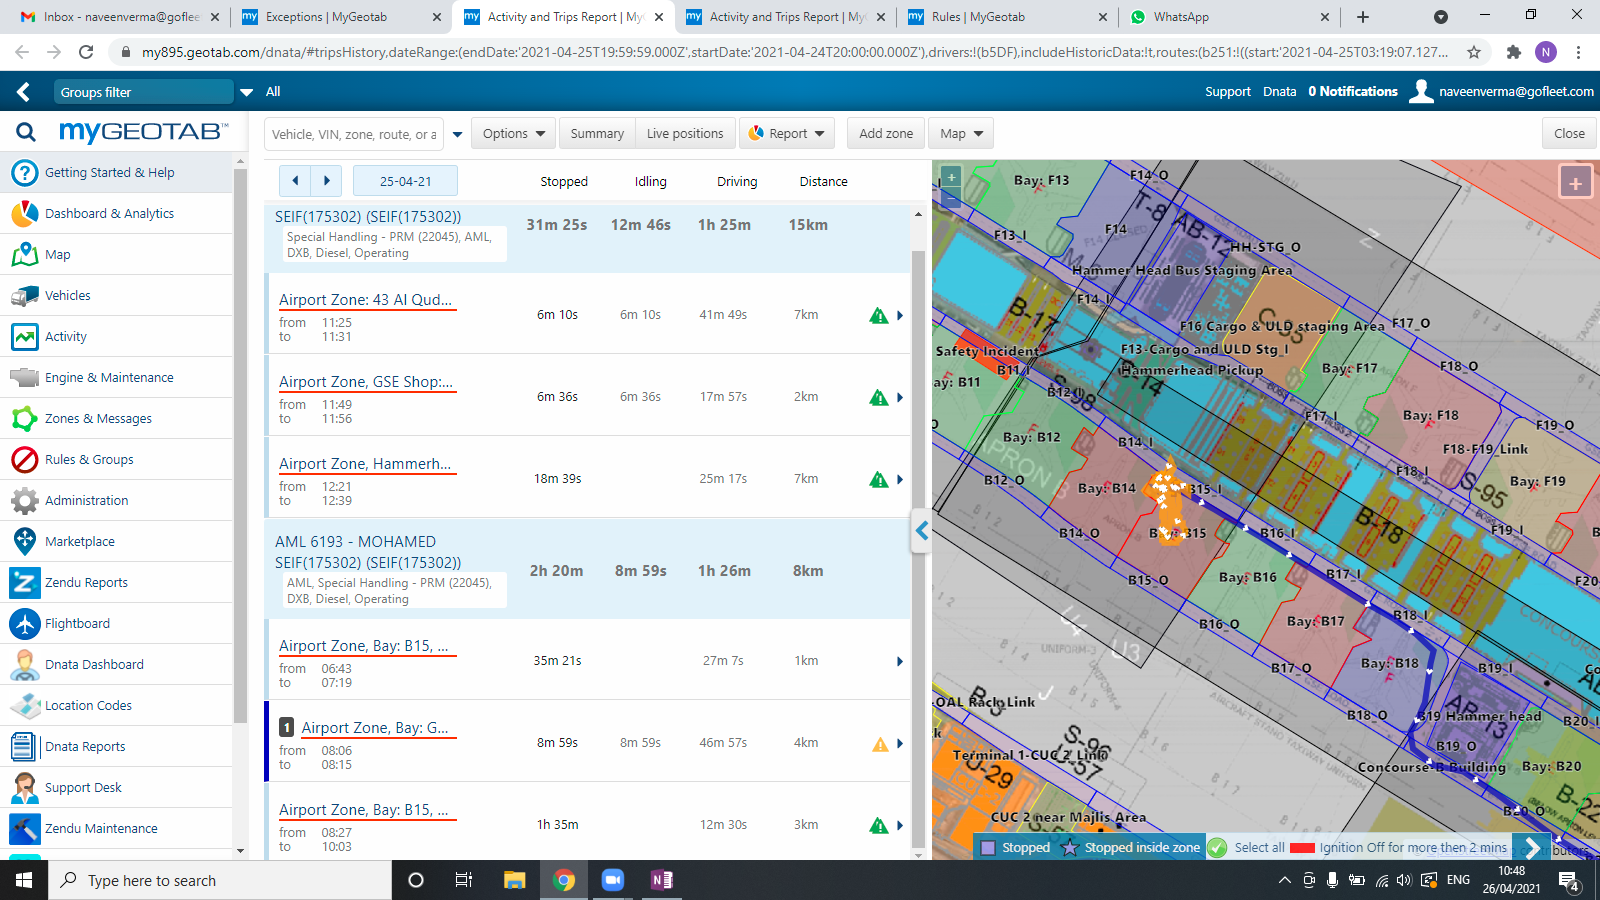 Inbox - naveenverma@gofleet
Exceptions | MyGeotab
Activity and Trips Report | My
Activity and Trips Report | My
Rules | MyGeotab
WhatsApp
my895.geotab.com/dnata/#tripsHistory,dateRange:(endDate:'2021-04-25T19:59:59.000Z',startDate:'2021-04-24T20:00:00.000Z'),drivers:!(b5DF),includeHistoricData:!t,routes:(b251:!((start:'2021-04-25T03:19:07.127...
N
Groups filter
All
Support
Dnata
0 Notifications
naveenverma@gofleet.com
myGEOTAB™
Vehicle, VIN, zone, route, or a
Options
Summary
Live positions
Report
Add zone
Map
Close
Getting Started & Help
Dashboard & Analytics
Map
Vehicles
Activity
Engine & Maintenance
Zones & Messages
Rules & Groups
Administration
Marketplace
Zendu Reports
Flightboard
Dnata Dashboard
Location Codes
Dnata Reports
Support Desk
Zendu Maintenance
25-04-21
Stopped
Idling
Driving
Distance
SEIF(175302) (SEIF(175302))
Special Handling - PRM (22045), AML,
DXB, Diesel, Operating
31m 25s
12m 46s
1h 25m
15km
Airport Zone: 43 Al Qud...
from 11:25
to 11:31
6m 10s
6m 10s
41m 49s
7km
Airport Zone, GSE Shop:...
from 11:49
to 11:56
6m 36s
6m 36s
17m 57s
2km
Airport Zone, Hammerh...
from 12:21
to 12:39
18m 39s
25m 17s
7km
AML 6193 - MOHAMED
SEIF(175302) (SEIF(175302))
AML, Special Handling - PRM (22045),
DXB, Diesel, Operating
2h 20m
8m 59s
1h 26m
8km
Airport Zone, Bay: B15, ...
from 06:43
to 07:19
35m 21s
27m 7s
1km
1
Airport Zone, Bay: G...
from 08:06
to 08:15
8m 59s
8m 59s
46m 57s
4km
Airport Zone, Bay: B15, ...
from 08:27
to 10:03
1h 35m
12m 30s
3km
Bay: F13
F14_O
T-8
AB-12
F14
F13_I
HH-STG_O
Hammer Head Bus Staging Area
F14_I
B-17
F16 Cargo & ULD staging Area
F17_O
Safety Incident
F13-Cargo and ULD Stg_I
Hammerhead Pickup
B11_I
ay: B11
Bay: F17
F18_O
B-14
S-98
Bay: F18
F17_I
F19_O
Bay: B12
B14_I
F18-F19_Link
APRON B
B12_O
Bay: B14
B15_I
F18_I
S-95
Bay: F19
B14_O
B16_I
B-18
F19_I
B15_O
Bay: B16
B17_I
F20
B16_O
Bay: B17
B18_I
UNIFORM-3
U3
B17_O
Bay: B18
B19_I
OAL Rack Link
B18_O
B19 Hammer head
AB-13
B20_I
Terminal 1-CUC 2 Link
S-96
U-57
U-29
B19_O
Concourse-B Building
Bay: B20
B-22
CUC 2 near Majlis Area
B20_O
Stopped
Stopped inside zone
Select all
Ignition Off for more then 2 mins
Type here to search
ENG
10:48
26/04/2021
4